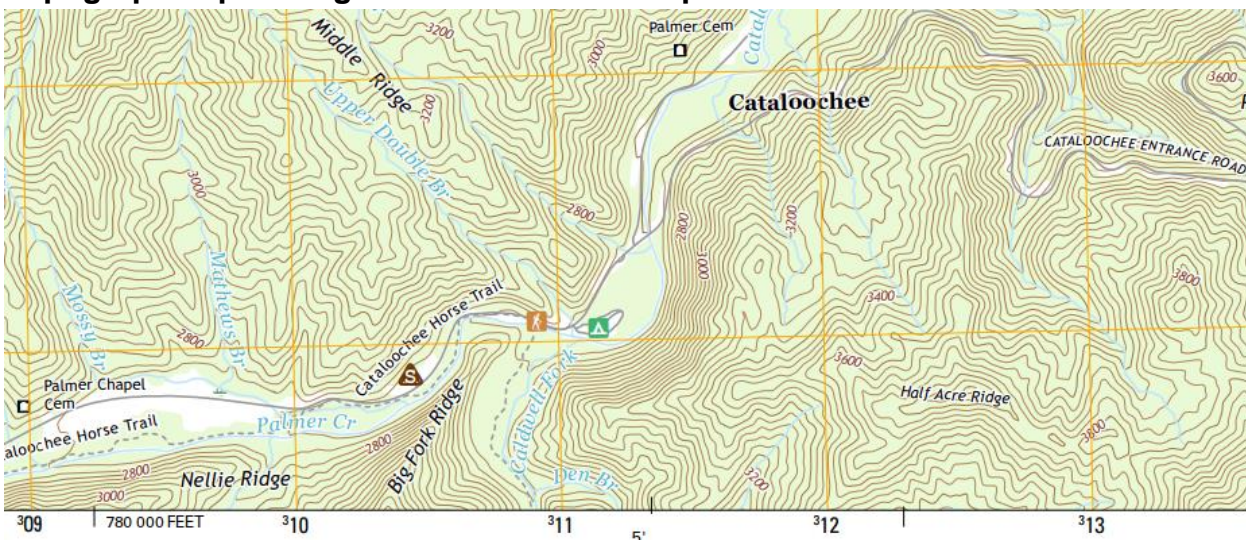 Middle Ridge
3200
3200
3000
Palmer Cem
Cataloochee
3600
CATALOOCHEE ENTRANCE ROAD
Upper Double Br
3000
2800
2800
3000
3200
3800
3400
Mossy Br
Mathews Br
2800
Cataloochee Horse Trail
S
3600
Palmer Chapel
Cem
Palmer Cr
aloochee Horse Trail
Big Fork Ridge
Caldwell Fork
Half Acre Ridge
3800
2800
2800
3000
Nellie Ridge
Den Br
3200
309
780 000 FEET
310
311
5'
312
313